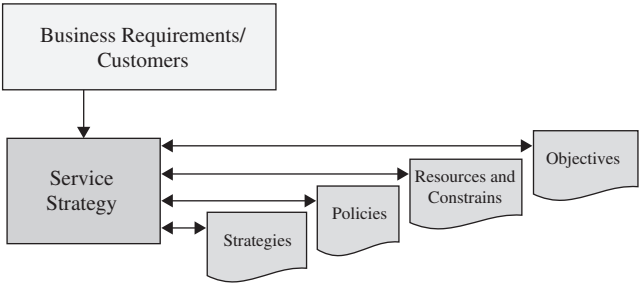 Business Requirements/
Customers
Service
Strategy
Objectives
Resources and
Constrains
Policies
Strategies